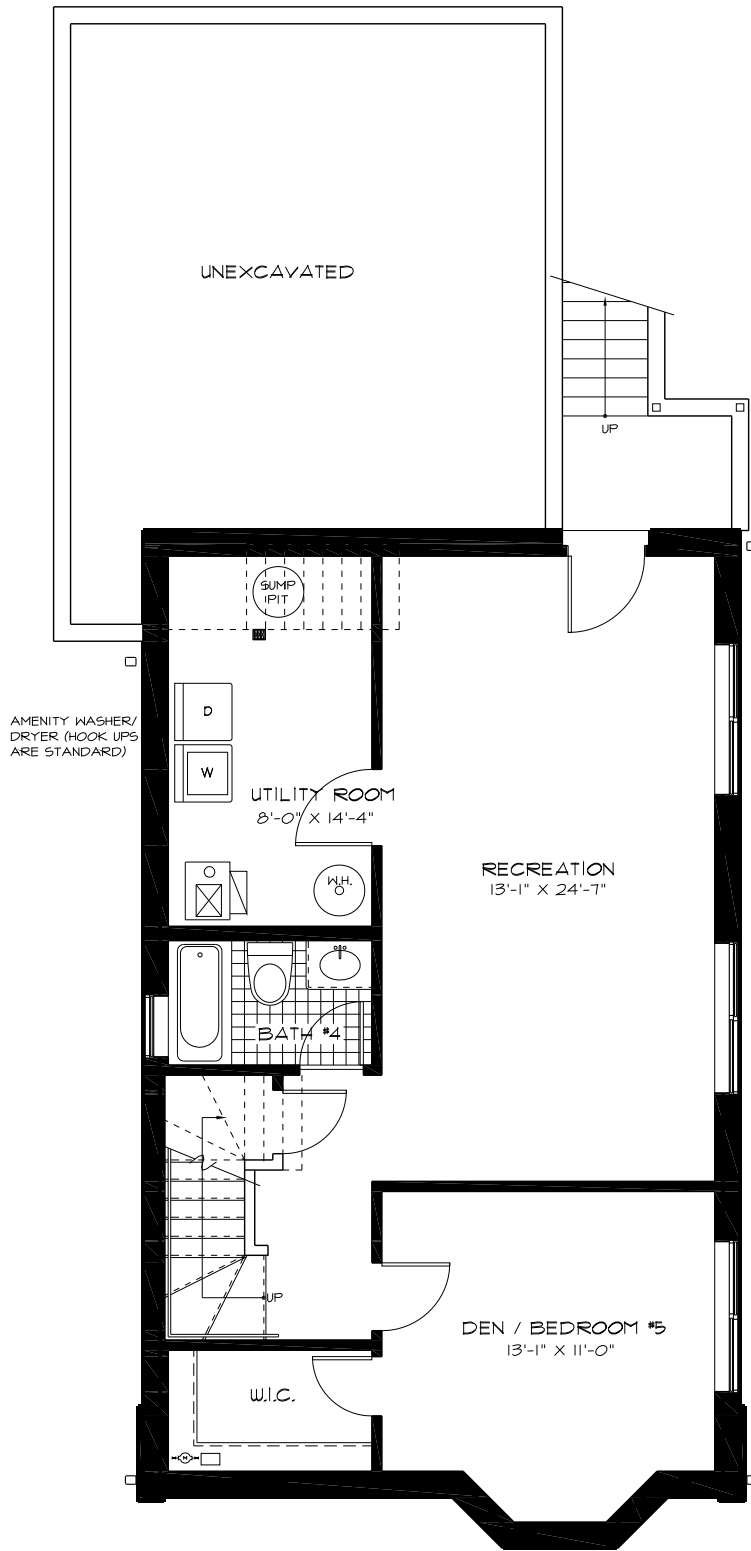 UNEXCAVATED
UP
SUMP
PIT
AMENITY WASHER/
DRYER (HOOK UPS
ARE STANDARD)
D
W
UTILITY ROOM
8'-0" X 14'-4"
W.H.
RECREATION
13'-1" X 24'-7"
BATH #4
UP
DEN / BEDROOM #5
13'-1" X 11'-0"
W.I.C.
M